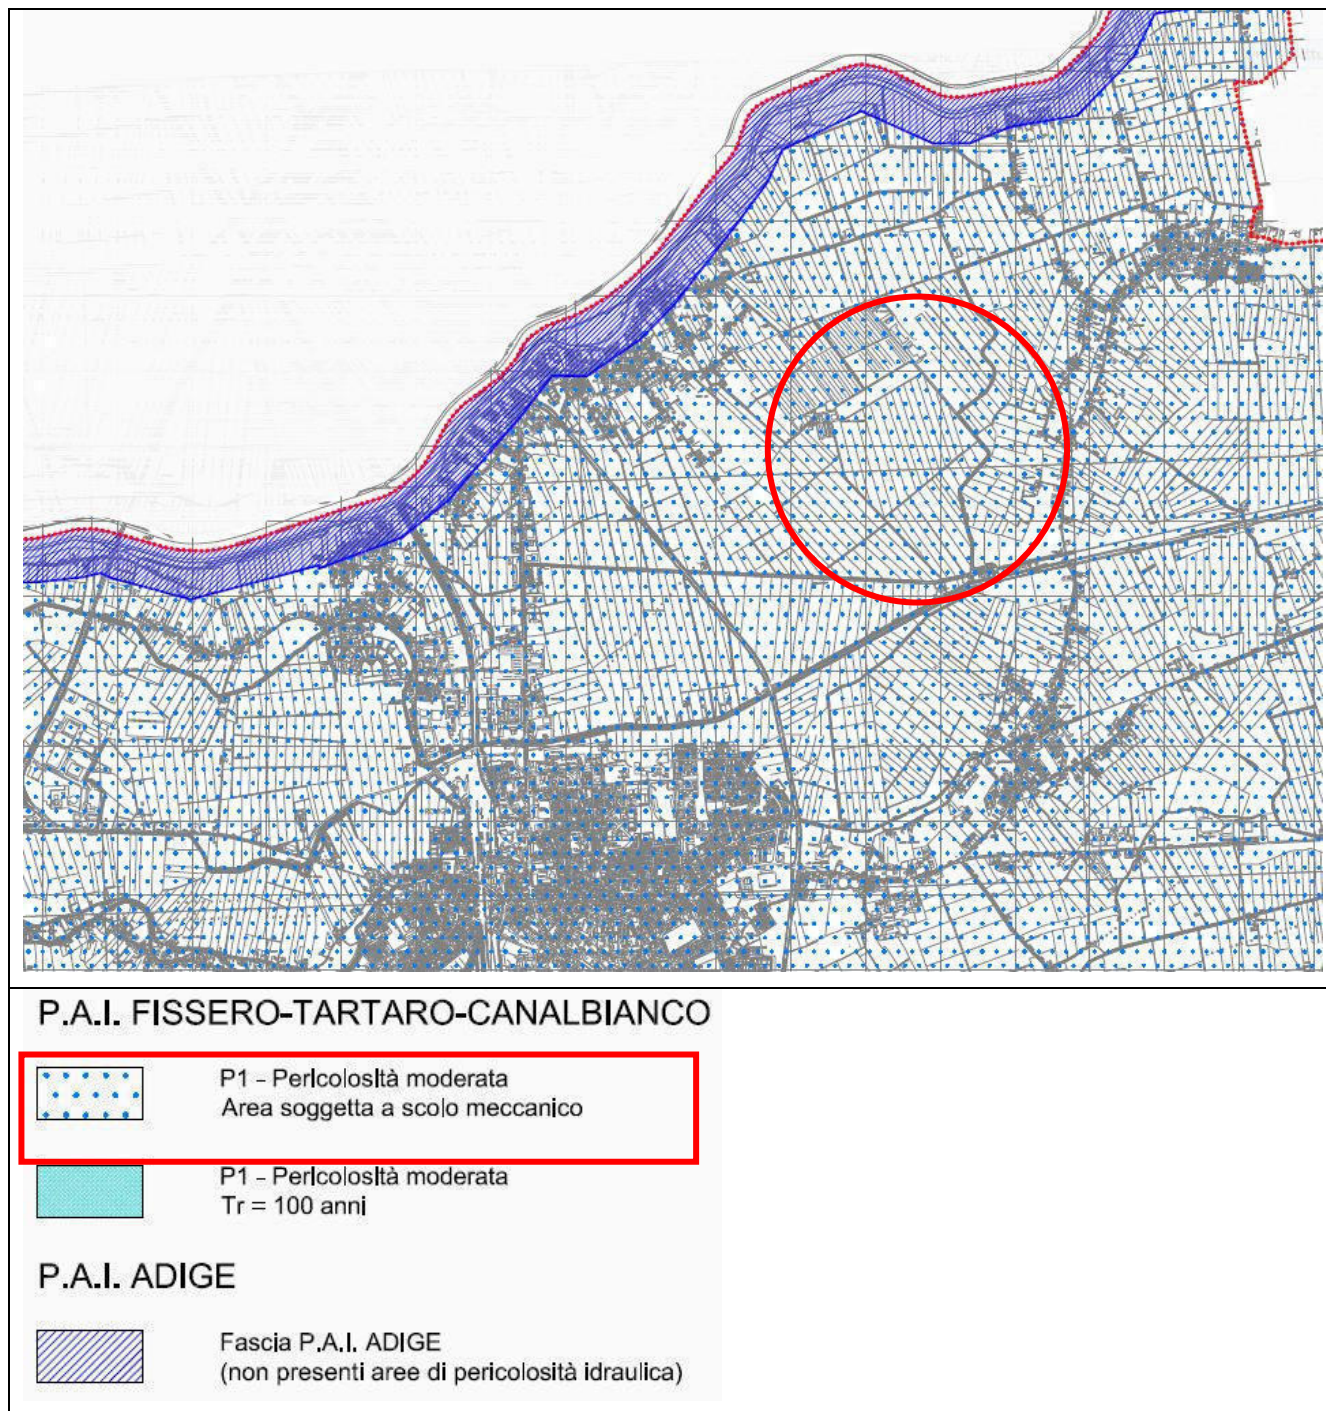 P.A.I. FISSERO-TARTARO-CANALBIANCO
P1 - Pericolosità moderata
Area soggetta a scolo meccanico
P1 - Pericolosità moderata
Tr = 100 anni
P.A.I. ADIGE
Fascia P.A.I. ADIGE
(non presenti aree di pericolosità idraulica)